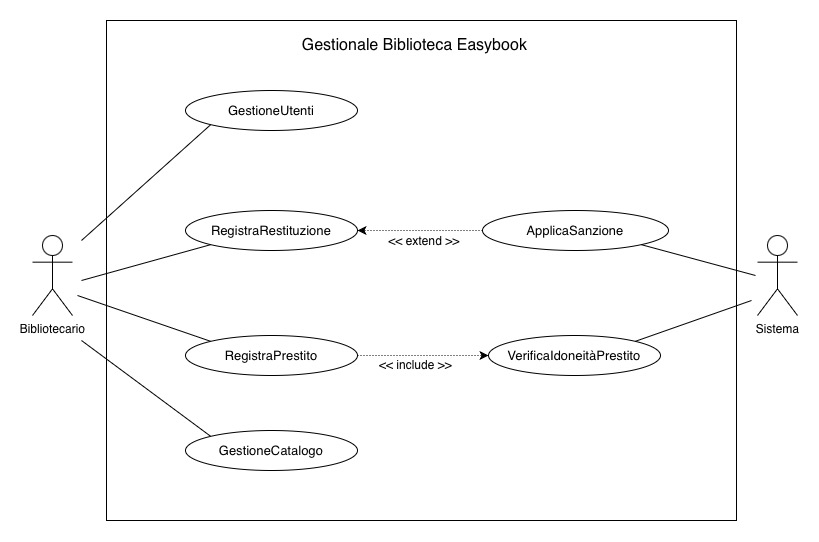 Gestionale Biblioteca Easybook
GestioneUtenti
RegistraRestituzione
<< extend >>
ApplicaSanzione
Bibliotecario
Sistema
RegistraPrestito
<< include >>
VerificaIdoneitàPrestito
GestioneCatalogo